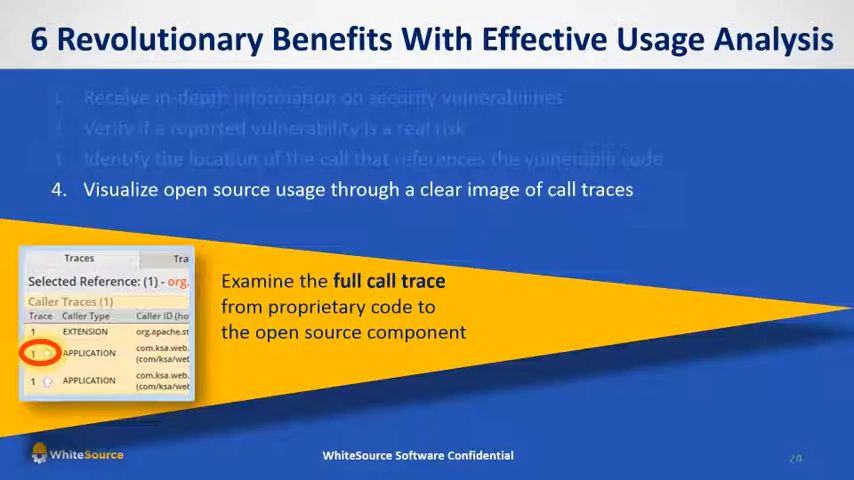 6 Revolutionary Benefits With Effective Usage Analysis
1. Receive in-depth information on security vulnerabilities
2. Verify if a reported vulnerability is a real risk
3. Identify the location of the call that references the vulnerable code
4. Visualize open source usage through a clear image of call traces
Traces
Tra
Selected Reference: (1) - org.
Caller Traces (1)
Trace Caller Type Caller ID (ho
1 EXTENSION org.apache.st
1 APPLICATION com.ksa.web.
(com/ksa/wel
1 APPLICATION com.ksa.web.
(com/ksa/wel
Examine the full call trace
from proprietary code to
the open source component
WhiteSource
WhiteSource Software Confidential
24